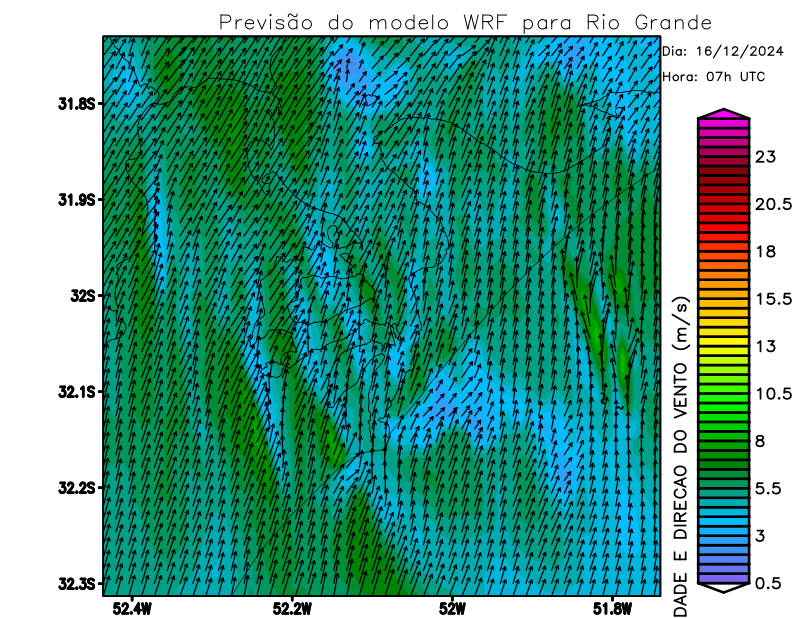 Previsão do modelo WRF para Rio Grande
Dia: 16/12/2024
Hora: 07h UTC
31.8S
31.9S
32S
32.1S
32.2S
32.3S
52.4W
52.2W
52W
51.8W
DADE E DIRECAO DO VENTO (m/s)
23
20.5
18
15.5
13
10.5
8
5.5
3
0.5